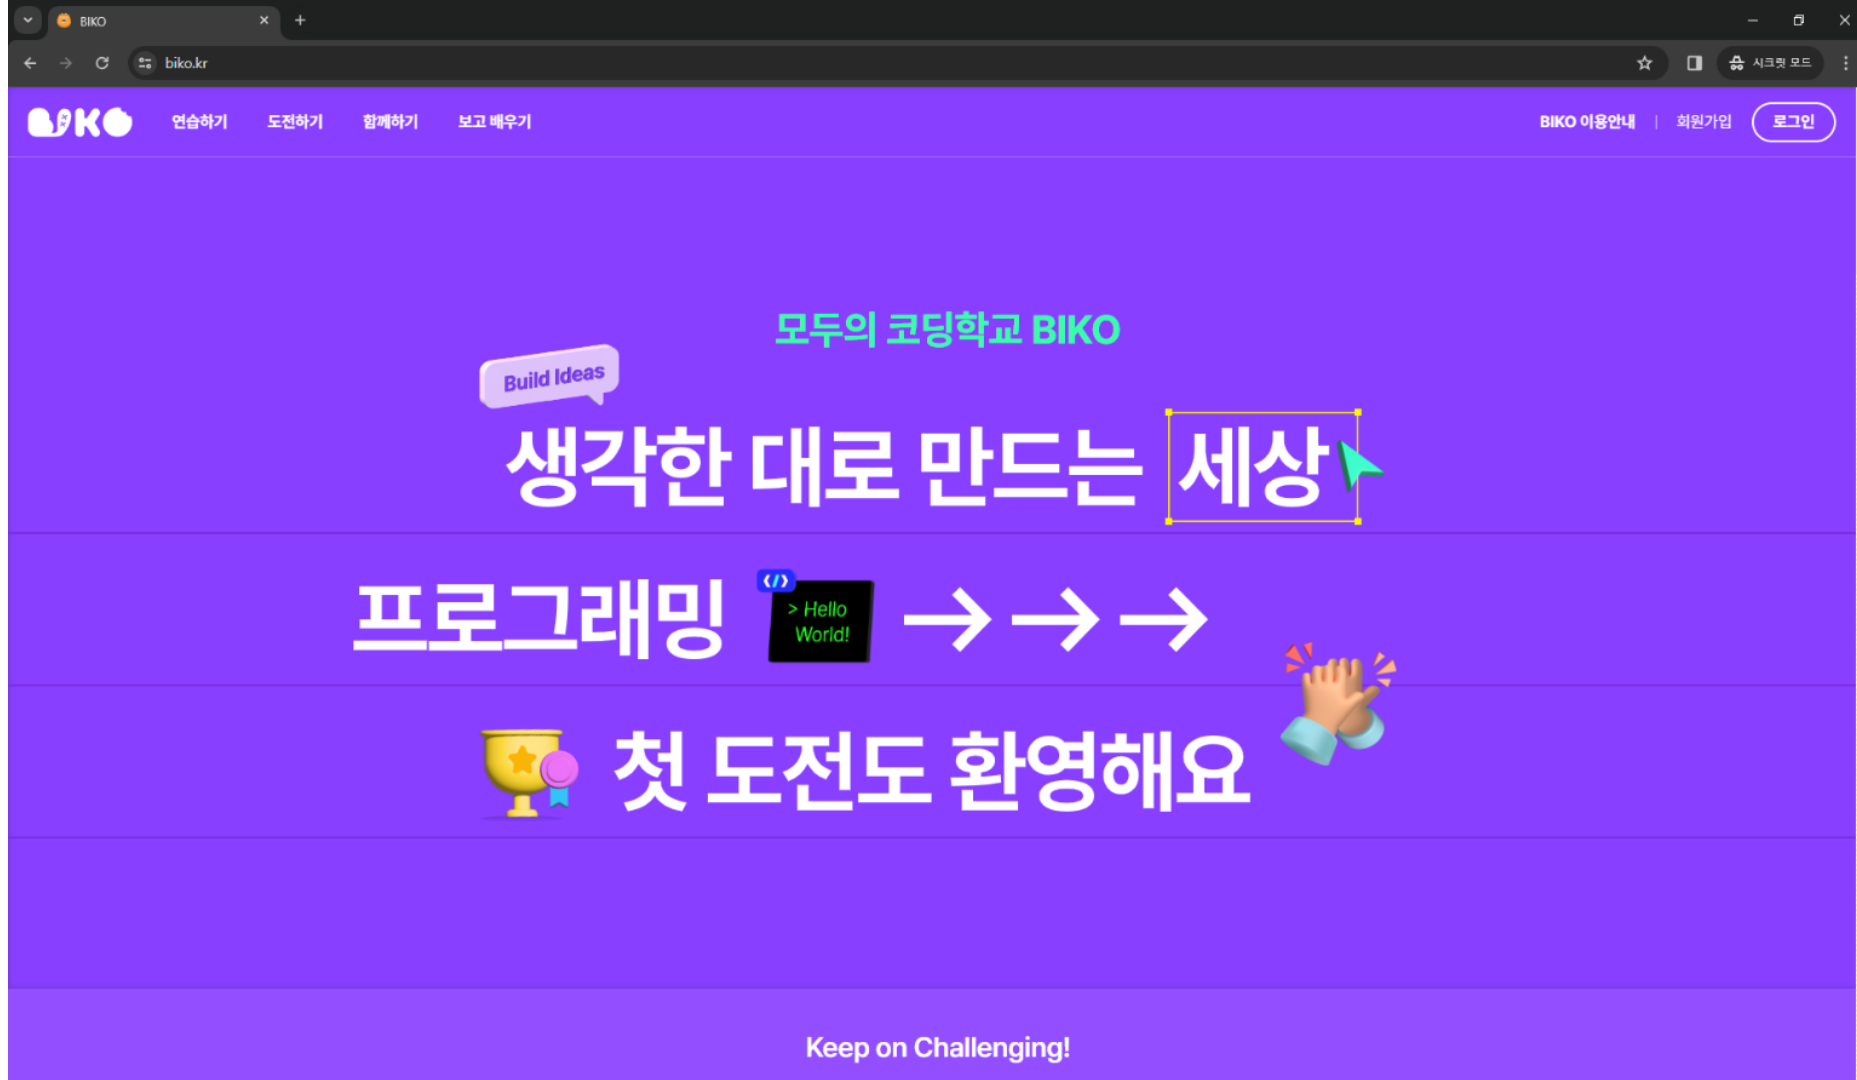 BIKO
biko.kr
시크릿 모드
BIKO 연습하기 도전하기 함께하기 보고 배우기 BIKO 이용안내 | 회원가입 로그인
모두의 코딩학교 BIKO
Build Ideas
생각한 대로 만드는 세상
프로그래밍 </> > Hello World! → → →
첫 도전도 환영해요
Keep on Challenging!